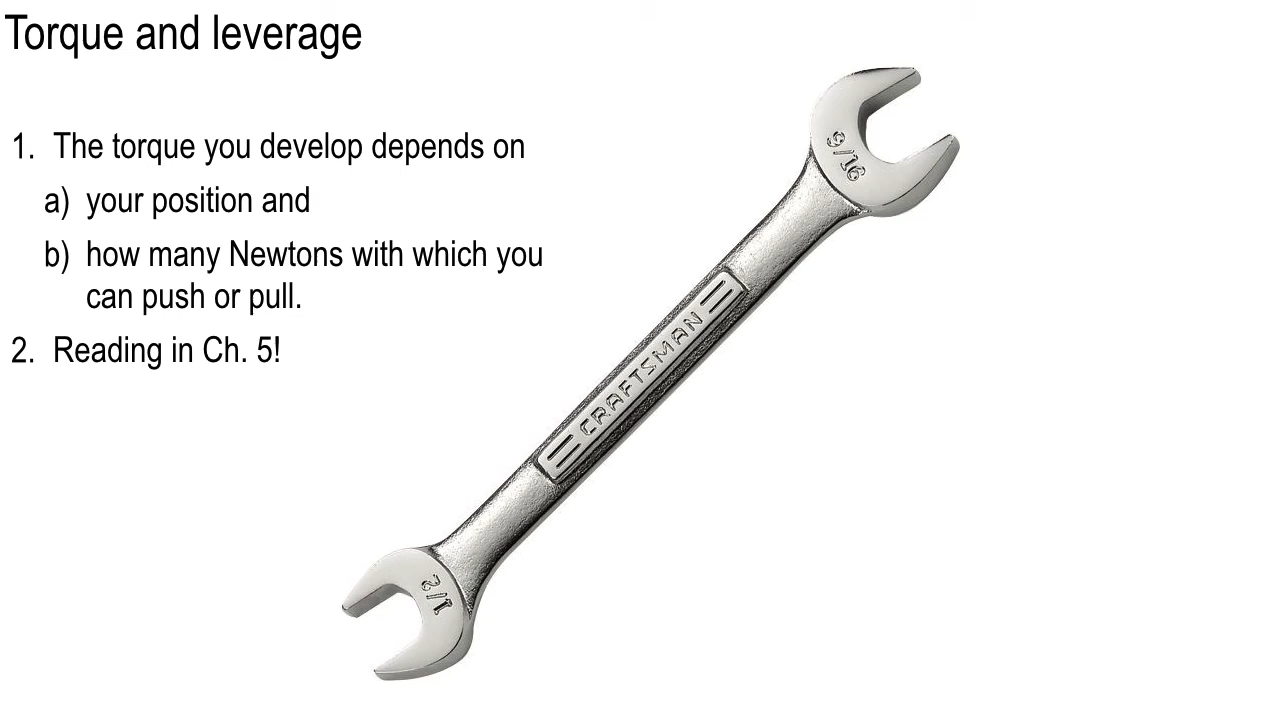 Torque and leverage
1. The torque you develop depends on
a) your position and
b) how many Newtons with which you
can push or pull.
2. Reading in Ch. 5!
9/16
CRAFTSMAN
1/2